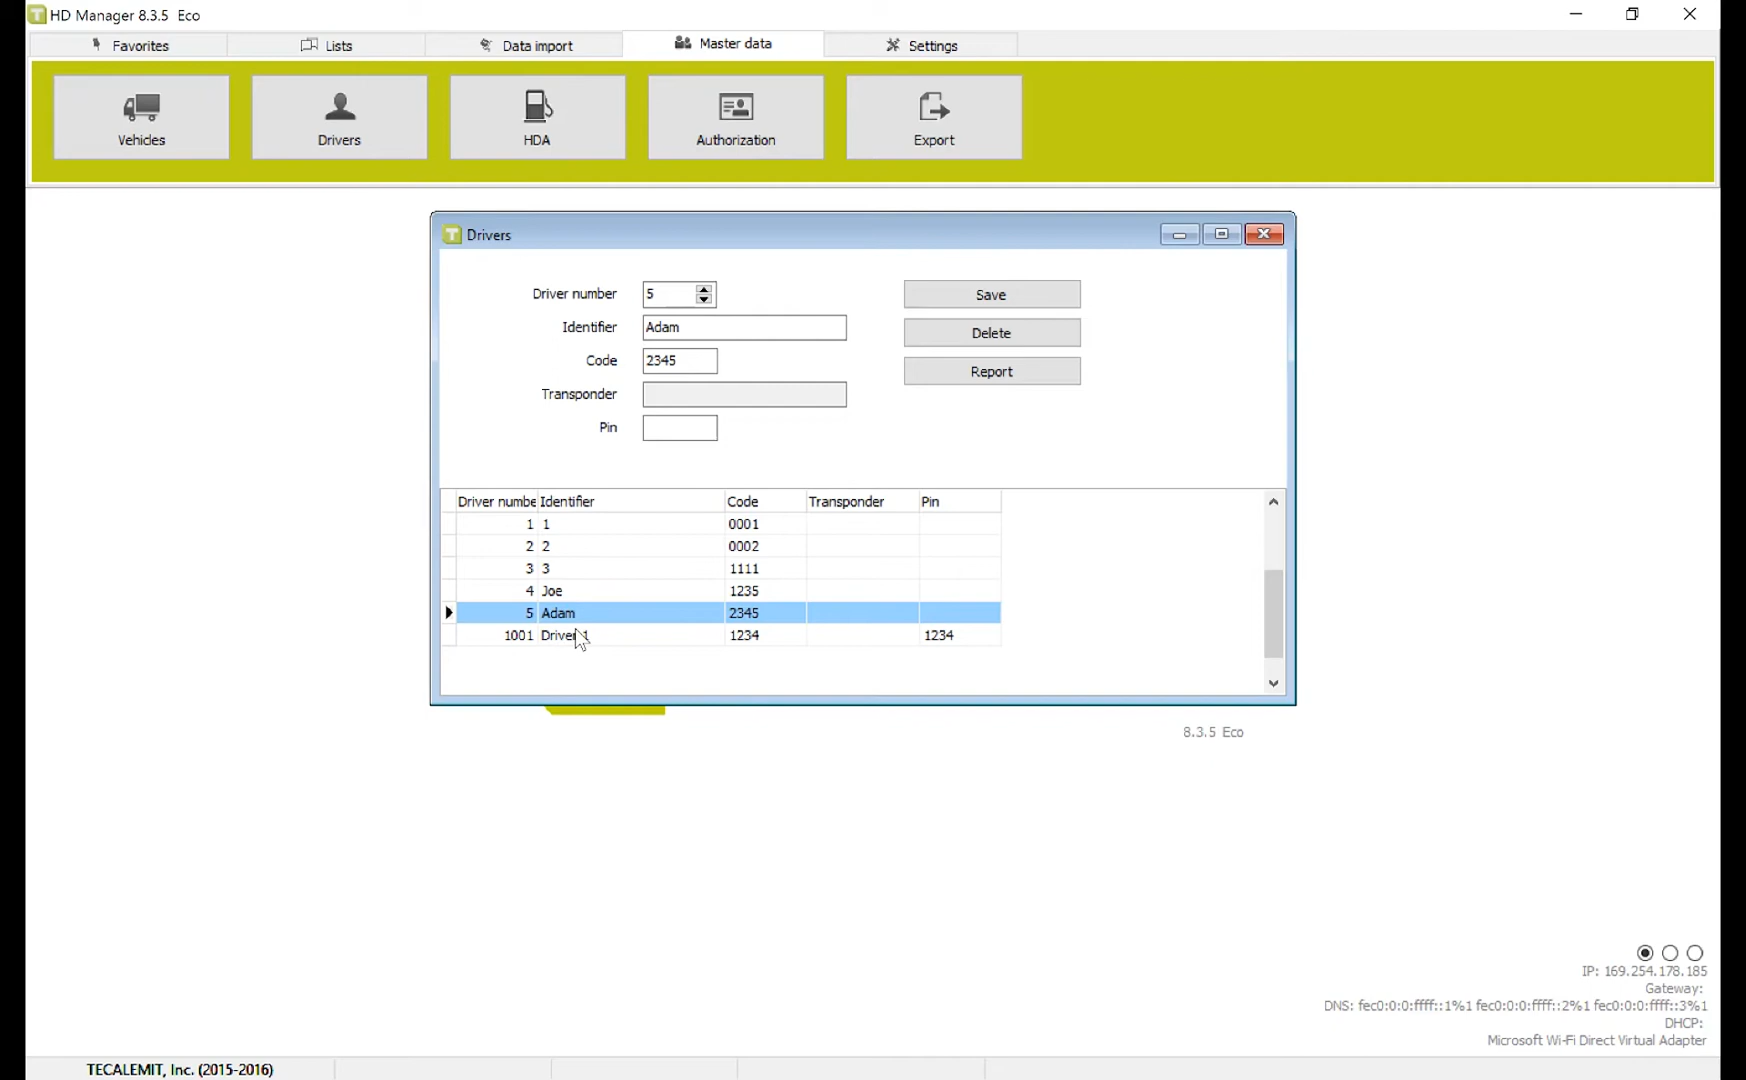 HD Manager 8.3.5 Eco
Favorites Lists Data import Master data Settings
Vehicles Drivers HDA Authorization Export
Drivers
Driver number 5 Save
Identifier Adam Delete
Code 2345 Report
Transponder
Pin
Driver numbe Identifier Code Transponder Pin
1 1 0001
2 2 0002
3 3 1111
4 Joe 1235
5 Adam 2345
1001 Driver 1 1234 1234
8.3.5 Eco
IP: 169.254.178.185
Gateway:
DNS: fec0:0:0:ffff::1%1 fec0:0:0:ffff::2%1 fec0:0:0:ffff::3%1
DHCP:
Microsoft Wi-Fi Direct Virtual Adapter
TECALEMIT, Inc. (2015-2016)